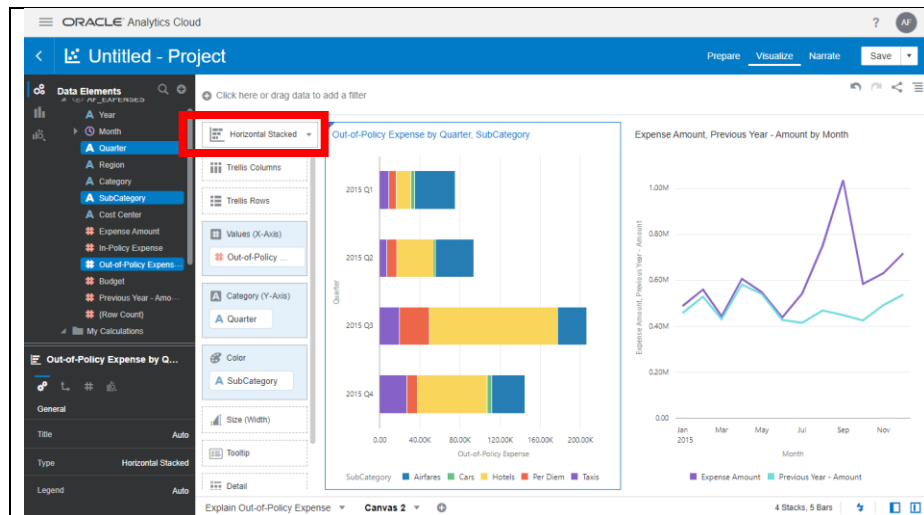 ORACLE Analytics Cloud
? AF
Untitled - Project
Prepare Visualize Narrate Save
Data Elements
Click here or drag data to add a filter
AF_EXPENSES
Year
Month
Quarter
Region
Category
SubCategory
Cost Center
Expense Amount
In-Policy Expense
Out-of-Policy Expens...
Budget
Previous Year - Amo...
(Row Count)
My Calculations
Out-of-Policy Expense by Q...
General
Title Auto
Type Horizontal Stacked
Legend Auto
Horizontal Stacked
Trellis Columns
Trellis Rows
Values (X-Axis)
Out-of-Policy ...
Category (Y-Axis)
Quarter
Color
SubCategory
Size (Width)
Tooltip
Detail
Out-of-Policy Expense by Quarter, SubCategory
Quarter
2015 Q1
2015 Q2
2015 Q3
2015 Q4
0.00 40.00K 80.00K 120.00K 160.00K 200.00K
Out-of-Policy Expense
SubCategory Airfares Cars Hotels Per Diem Taxis
Expense Amount, Previous Year - Amount by Month
Expense Amount, Previous Year - Amount
1.00M
0.80M
0.60M
0.40M
0.20M
0.00
Jan Mar May Jul Sep Nov
2015
Month
Expense Amount Previous Year - Amount
Explain Out-of-Policy Expense Canvas 2
4 Stacks, 5 Bars